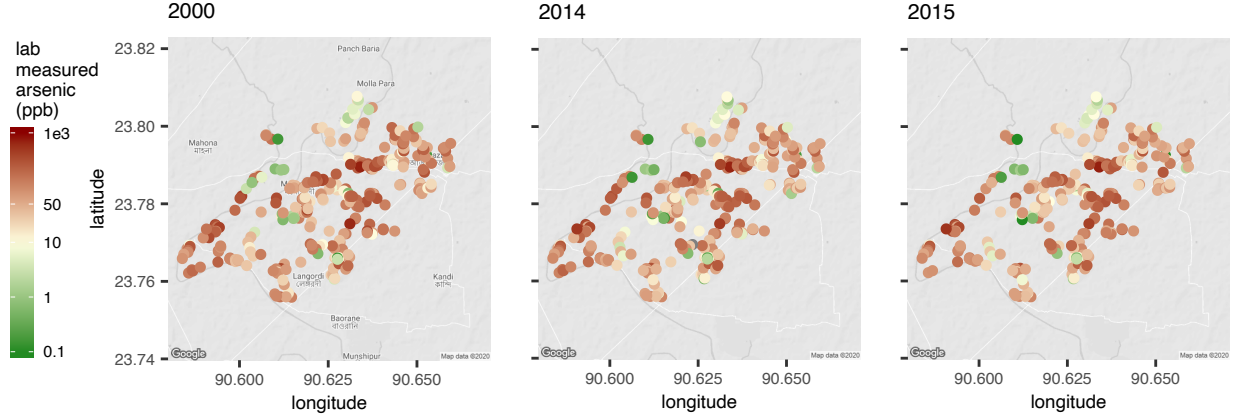 2000
2014
2015
lab
measured
arsenic
(ppb)
1e3
50
10
1
0.1
latitude
23.82
23.80
23.78
23.76
23.74
Panch Baria
Molla Para
Mahona
Langordi
লেঙ্গরদী
Kandi
কান্দি
Baorane
বাওরানি
Munshipur
Google
Map data ©2020
Google
Map data ©2020
Google
Map data ©2020
90.600
90.625
90.650
90.600
90.625
90.650
90.600
90.625
90.650
longitude
longitude
longitude